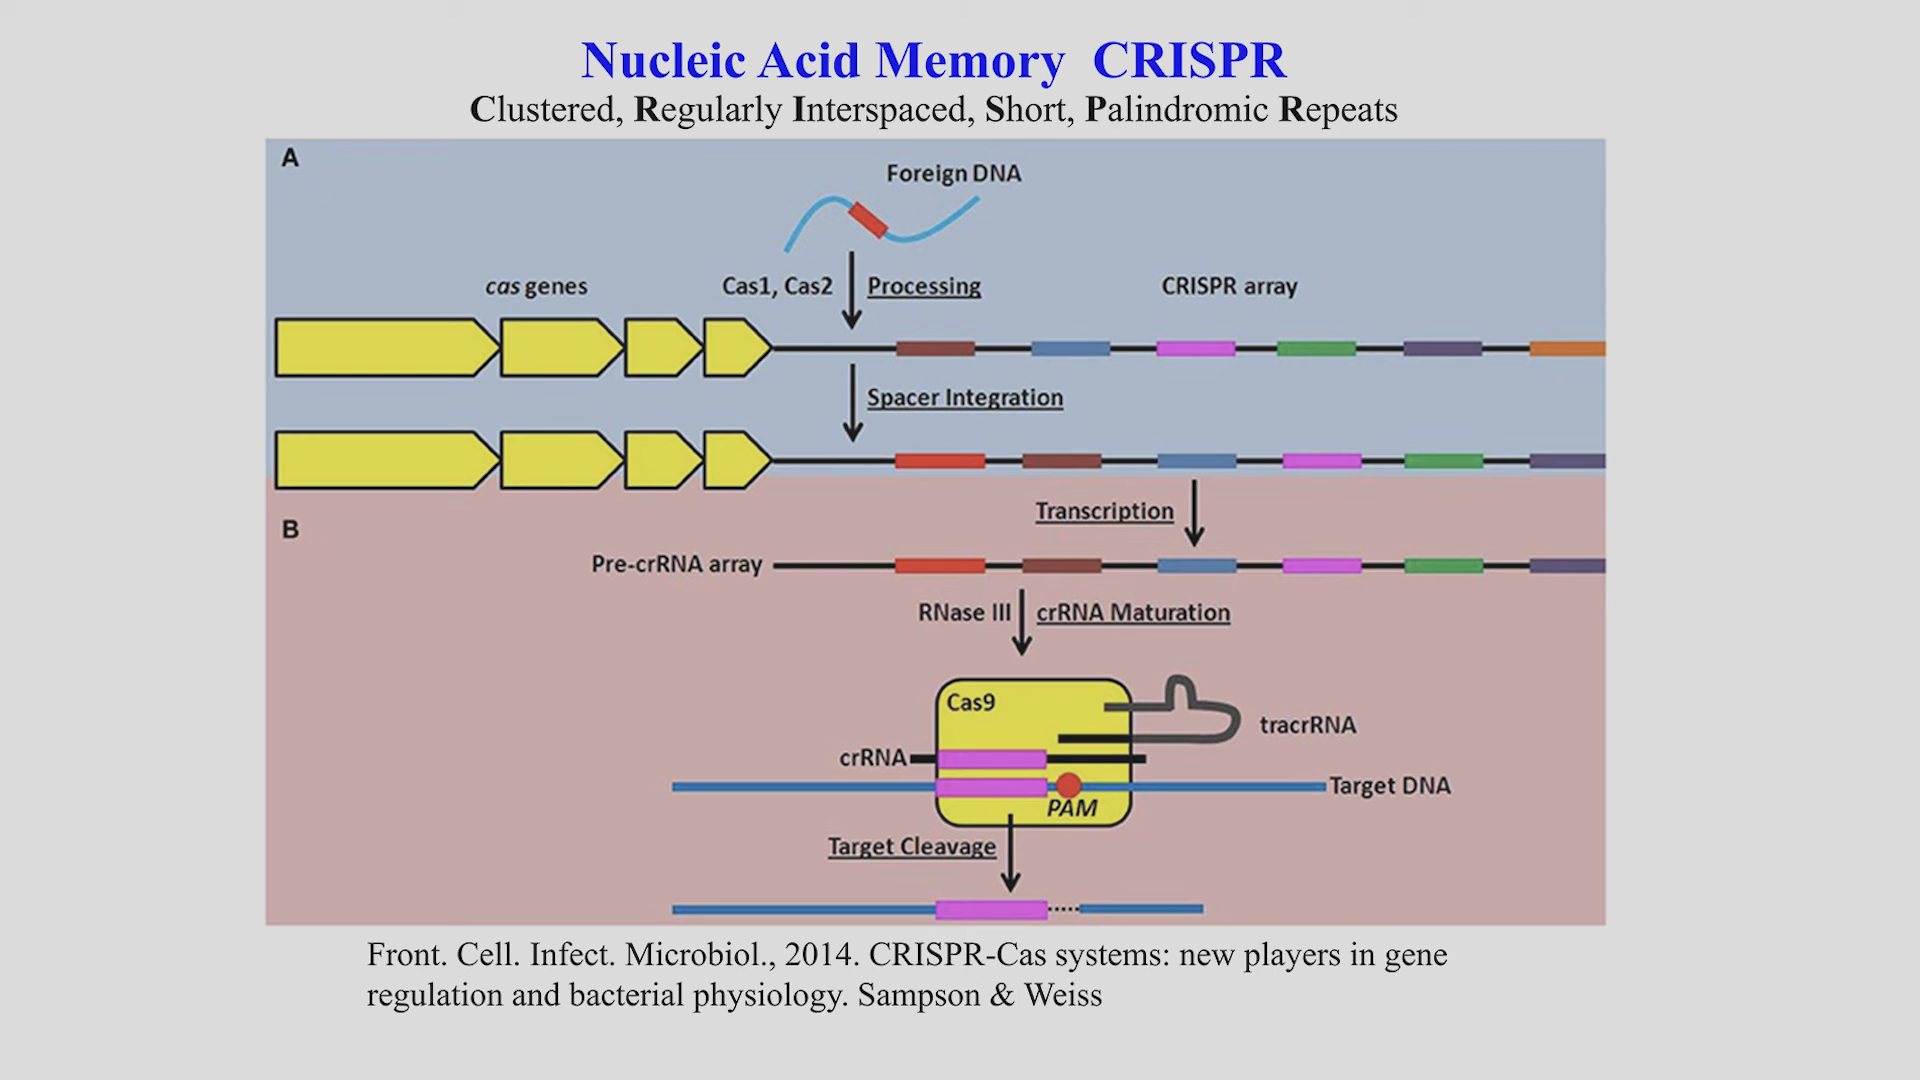 Nucleic Acid Memory CRISPR
Clustered, Regularly Interspaced, Short, Palindromic Repeats
A
Foreign DNA
cas genes
Cas1, Cas2
Processing
CRISPR array
Spacer Integration
B
Transcription
Pre-crRNA array
RNase III
crRNA Maturation
Cas9
tracrRNA
crRNA
Target DNA
PAM
Target Cleavage
Front. Cell. Infect. Microbiol., 2014. CRISPR-Cas systems: new players in gene
regulation and bacterial physiology. Sampson & Weiss